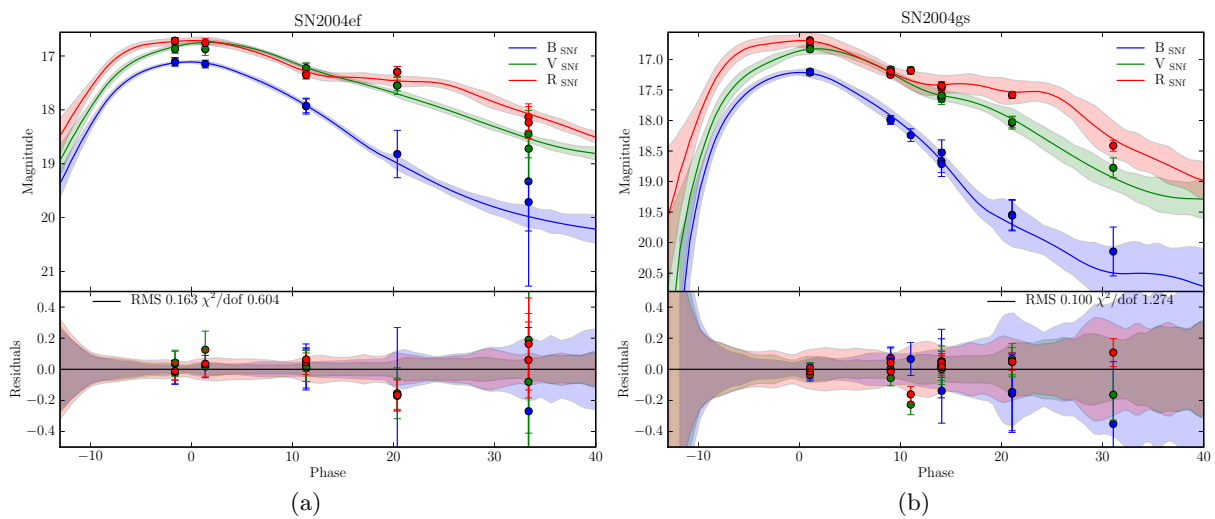 SN2004ef
SN2004gs
17
18
19
20
21
Magnitude
B SNf
V SNf
R SNf
17.0
17.5
18.0
18.5
19.0
19.5
20.0
20.5
Magnitude
B SNf
V SNf
R SNf
0.4
0.2
0.0
−0.2
−0.4
Residuals
RMS 0.163 χ²/dof 0.604
−10 0 10 20 30 40
Phase
0.4
0.2
0.0
−0.2
−0.4
Residuals
RMS 0.100 χ²/dof 1.274
−10 0 10 20 30 40
Phase
(a)
(b)